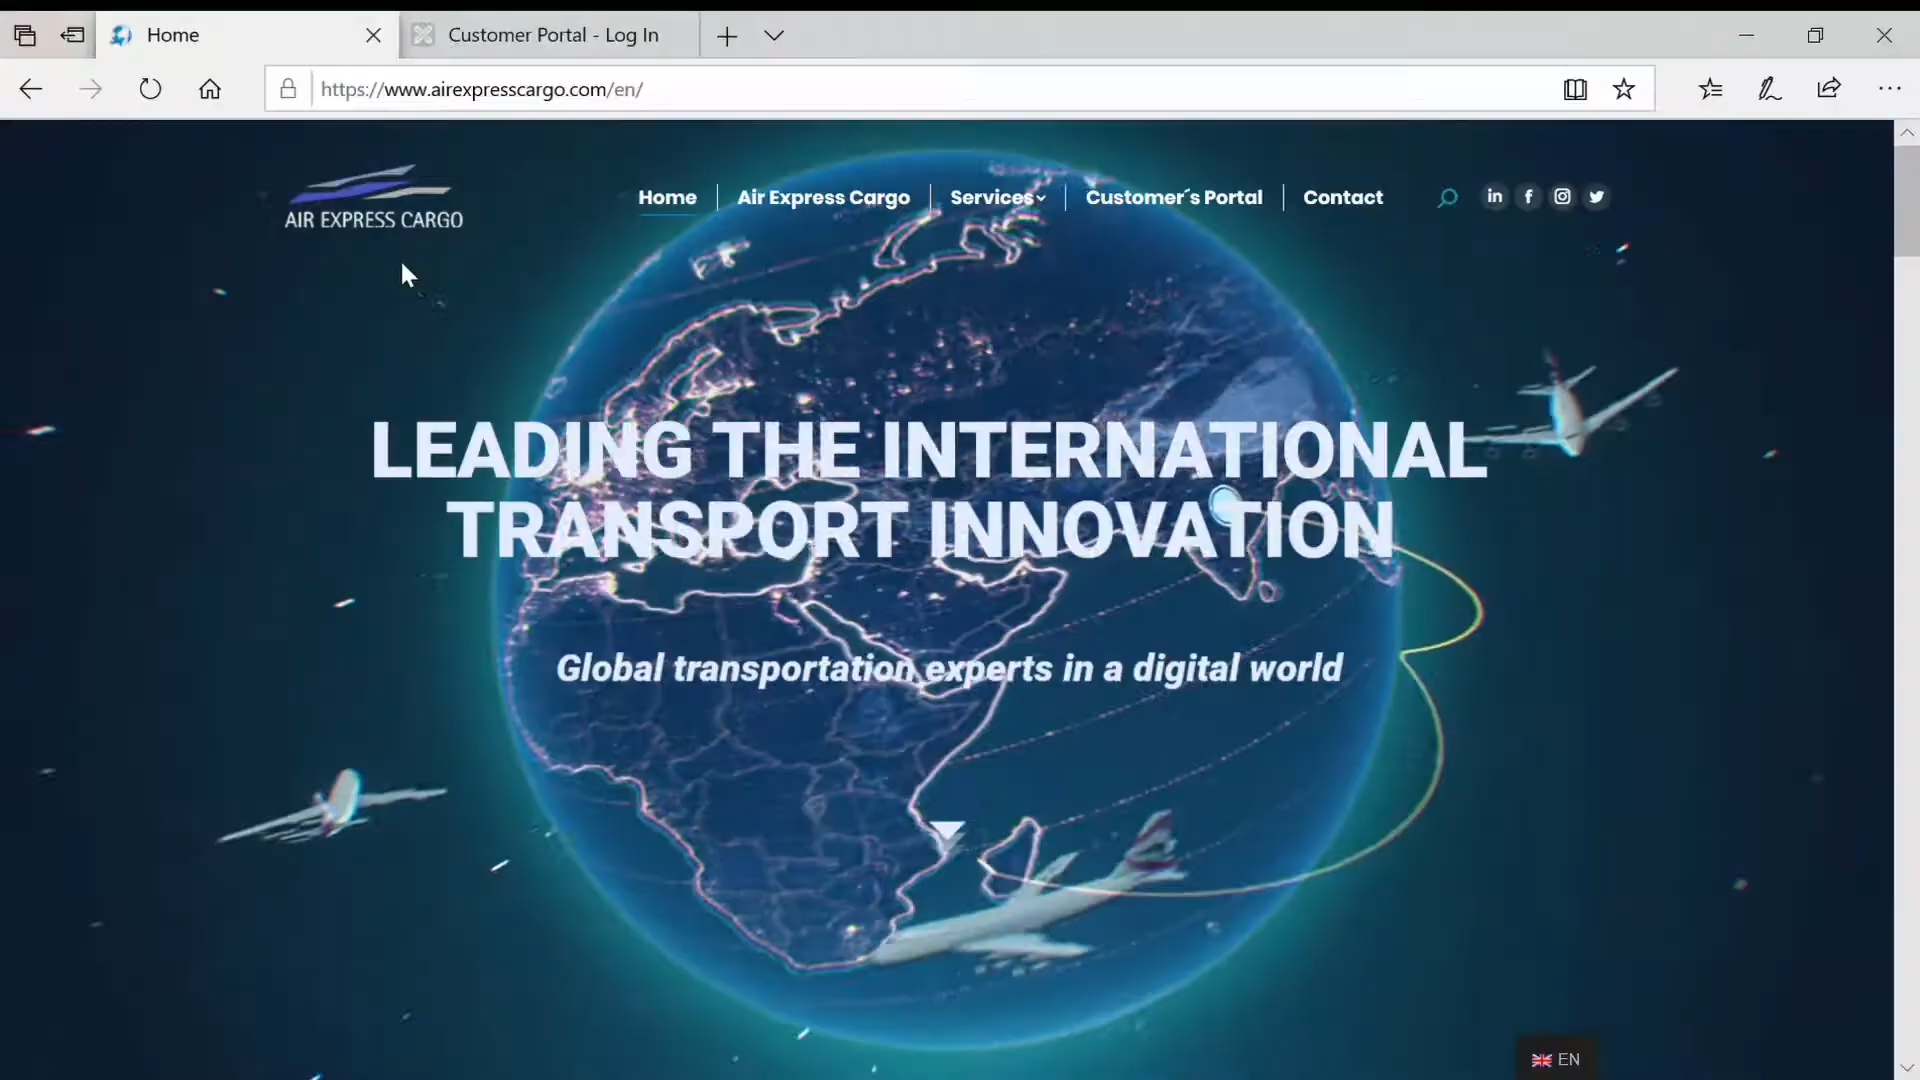 Home
Customer Portal - Log In
https://www.airexpresscargo.com/en/
AIR EXPRESS CARGO
Home
Air Express Cargo
Services
Customer´s Portal
Contact
LEADING THE INTERNATIONAL
TRANSPORT INNOVATION
Global transportation experts in a digital world
EN